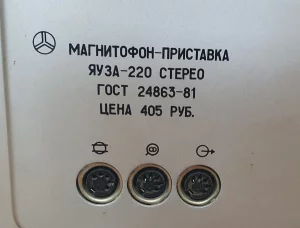 МАГНИТОФОН-ПРИСТАВКА
ЯУЗА-220 СТЕРЕО
ГОСТ 24863-81
ЦЕНА 405 РУБ.